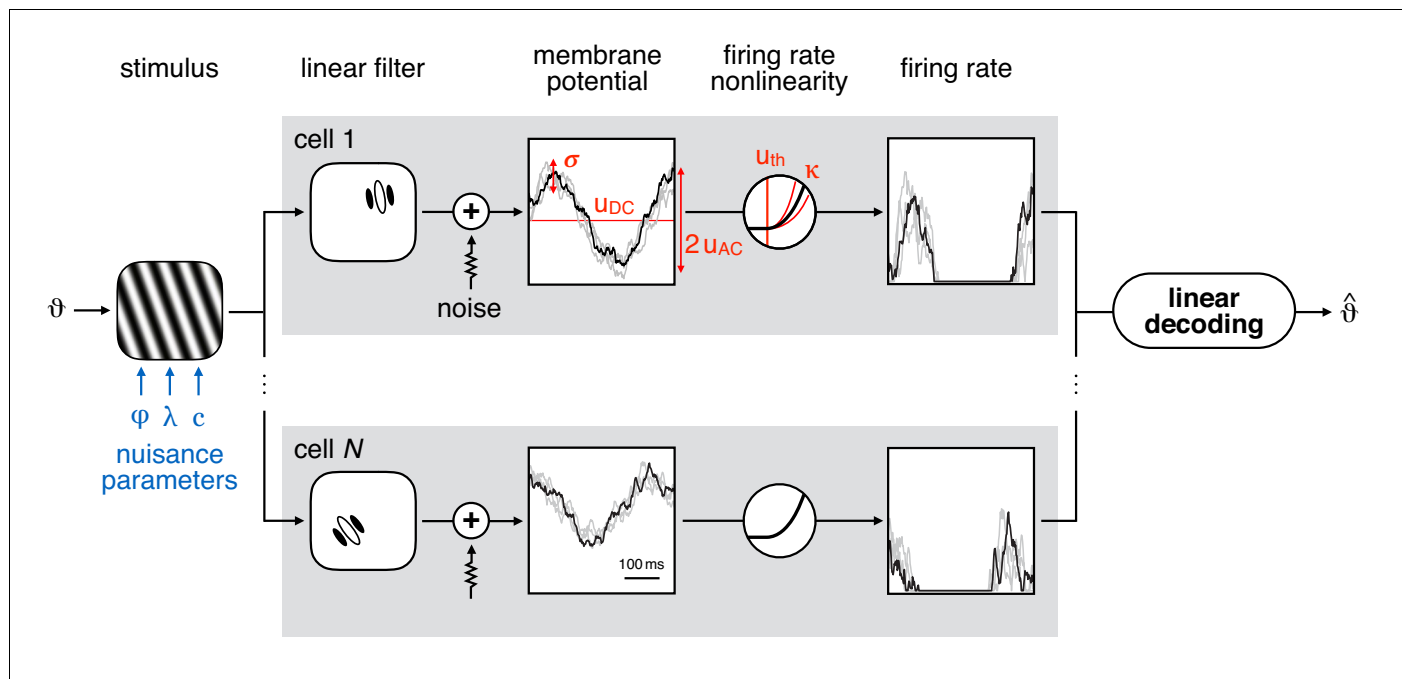 stimulus
linear filter
membrane
potential
firing rate
nonlinearity
firing rate
cell 1
σ
u_DC
2 u_AC
u_th
κ
+
noise
ϑ
φ λ c
nuisance
parameters
linear
decoding
ϑ̂
⋮
⋮
cell N
+
100 ms